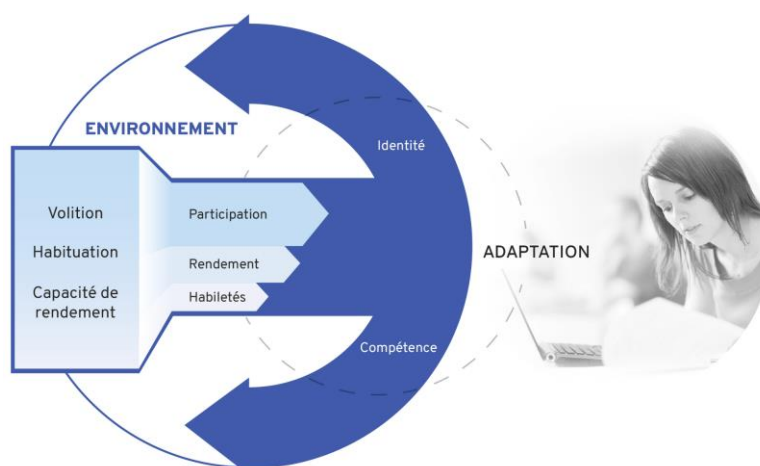 ENVIRONNEMENT
Identité
Volition
Habituation
Capacité de
rendement
Participation
Rendement
Habiletés
ADAPTATION
Compétence